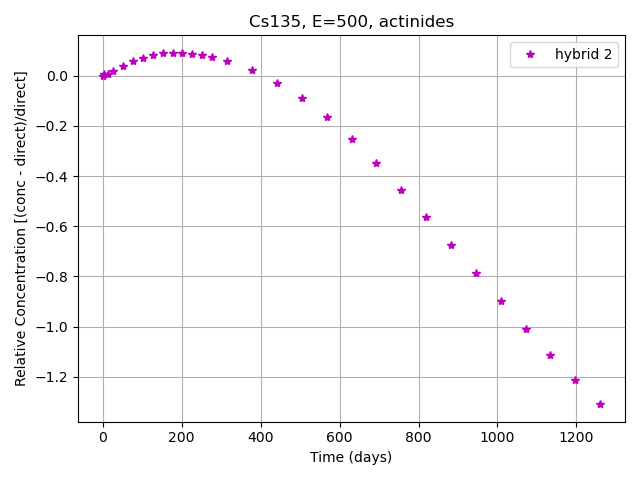 Cs135, E=500, actinides
hybrid 2
Relative Concentration [(conc - direct)/direct]
0.0
−0.2
−0.4
−0.6
−0.8
−1.0
−1.2
0 200 400 600 800 1000 1200
Time (days)